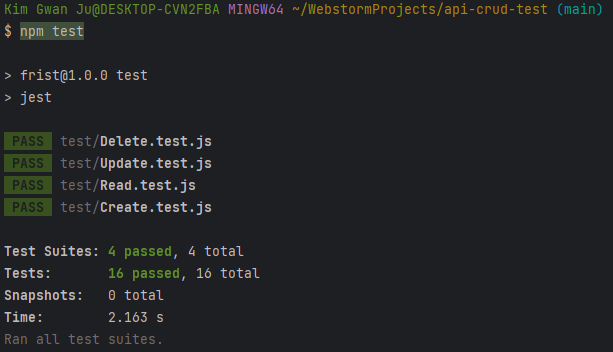 Kim Gwan Ju@DESKTOP-CVN2FBA MINGW64 ~/WebstormProjects/api-crud-test (main)
$ npm test
> frist@1.0.0 test
> jest
PASS test/Delete.test.js
PASS test/Update.test.js
PASS test/Read.test.js
PASS test/Create.test.js
Test Suites: 4 passed, 4 total
Tests: 16 passed, 16 total
Snapshots: 0 total
Time: 2.163 s
Ran all test suites.